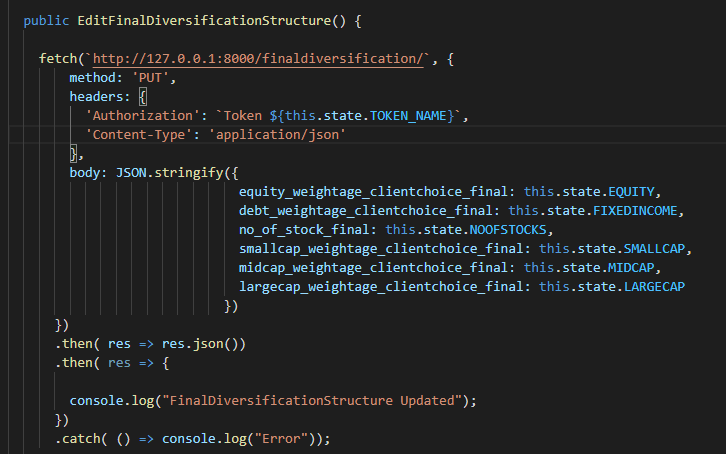 public EditFinalDiversificationStructure() {
fetch(`http://127.0.0.1:8000/finaldiversification/`, {
method: 'PUT',
headers: {
'Authorization': `Token ${this.state.TOKEN_NAME}`,
'Content-Type': 'application/json'
},
body: JSON.stringify({
equity_weightage_clientchoice_final: this.state.EQUITY,
debt_weightage_clientchoice_final: this.state.FIXEDINCOME,
no_of_stock_final: this.state.NOOFSTOCKS,
smallcap_weightage_clientchoice_final: this.state.SMALLCAP,
midcap_weightage_clientchoice_final: this.state.MIDCAP,
largecap_weightage_clientchoice_final: this.state.LARGECAP
})
})
.then( res => res.json())
.then( res => {
console.log("FinalDiversificationStructure Updated");
})
.catch( () => console.log("Error"));